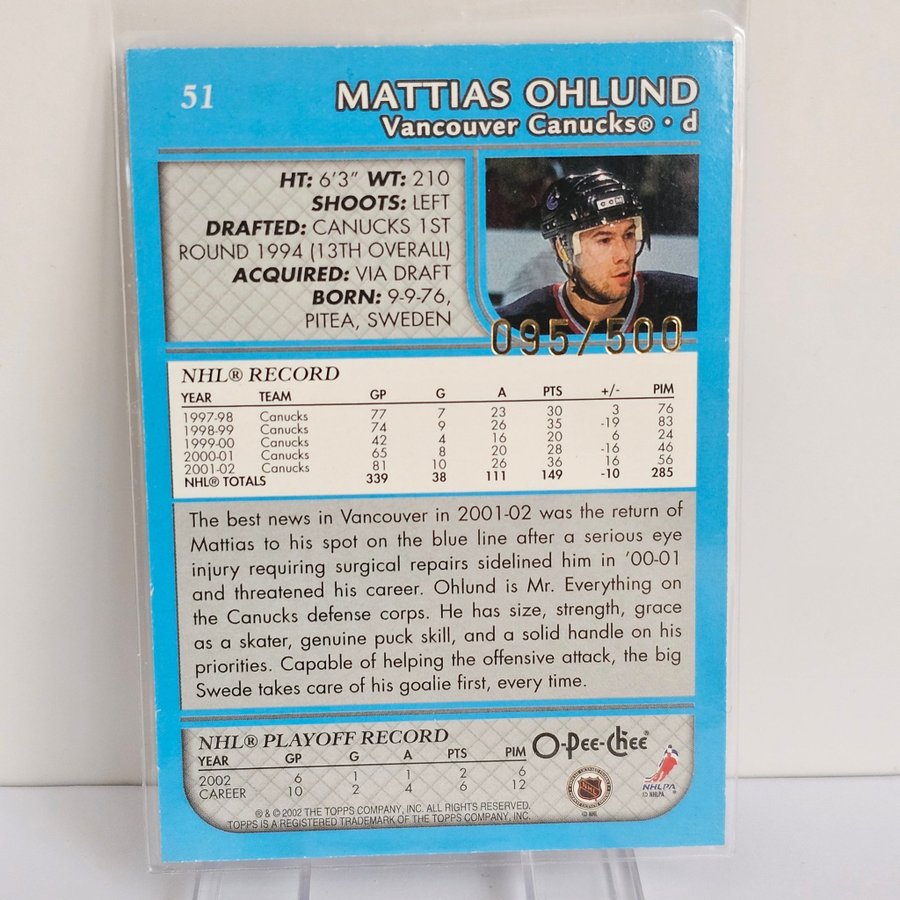 51
MATTIAS OHLUND
Vancouver Canucks® • d
HT: 6'3" WT: 210
SHOOTS: LEFT
DRAFTED: CANUCKS 1ST
ROUND 1994 (13TH OVERALL)
ACQUIRED: VIA DRAFT
BORN: 9-9-76,
PITEA, SWEDEN
CCM
095/500
NHL® RECORD
YEAR TEAM GP G A PTS +/- PIM
1997-98 Canucks 77 7 23 30 3 76
1998-99 Canucks 74 9 26 35 -19 83
1999-00 Canucks 42 4 16 20 6 24
2000-01 Canucks 65 8 20 28 -16 46
2001-02 Canucks 81 10 26 36 16 56
NHL® TOTALS 339 38 111 149 -10 285
The best news in Vancouver in 2001-02 was the return of
Mattias to his spot on the blue line after a serious eye
injury requiring surgical repairs sidelined him in '00-01
and threatened his career. Ohlund is Mr. Everything on
the Canucks defense corps. He has size, strength, grace
as a skater, genuine puck skill, and a solid handle on his
priorities. Capable of helping the offensive attack, the big
Swede takes care of his goalie first, every time.
NHL® PLAYOFF RECORD
YEAR GP G A PTS PIM
2002 6 1 1 2 6
CAREER 10 2 4 6 12
O-Pee-Chee®
NHL
© NHL
NHLPA
© NHLPA
® & © 2002 THE TOPPS COMPANY, INC. ALL RIGHTS RESERVED.
TOPPS IS A REGISTERED TRADEMARK OF THE TOPPS COMPANY, INC.